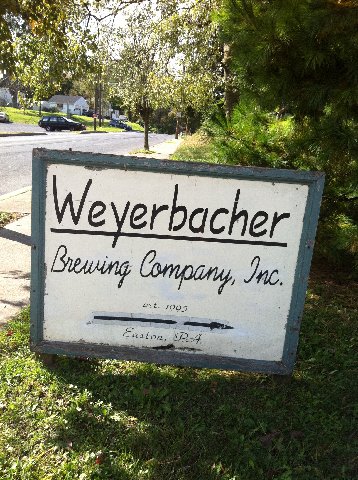 Weyerbacher
Brewing Company, Inc.
est. 1995
Easton, PA